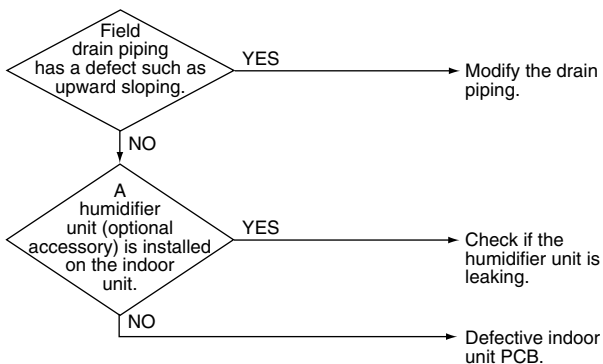 Field
drain piping
has a defect such as
upward sloping.
YES
Modify the drain
piping.
NO
A
humidifier
unit (optional
accessory) is installed
on the indoor
unit.
YES
Check if the
humidifier unit is
leaking.
NO
Defective indoor
unit PCB.